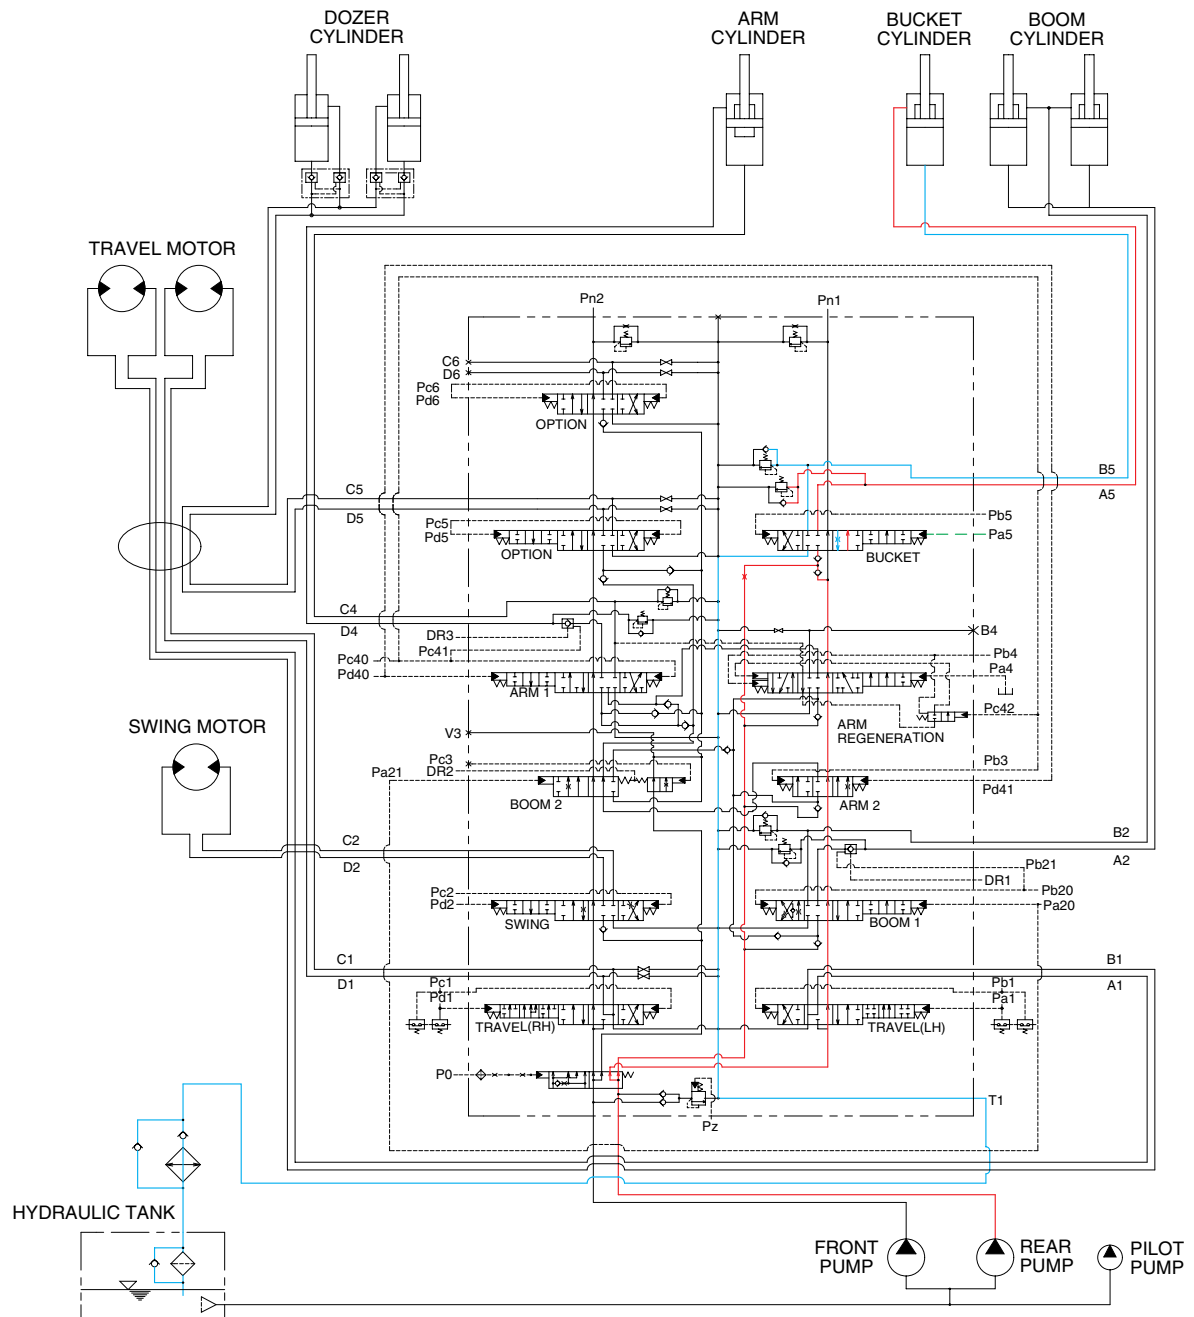 DOZER
CYLINDER
ARM
CYLINDER
BUCKET
CYLINDER
BOOM
CYLINDER
TRAVEL MOTOR
Pn2
Pn1
C6
D6
Pc6
Pd6
OPTION
B5
A5
C5
D5
Pc5
Pd5
OPTION
Pb5
Pa5
BUCKET
C4
D4
DR3
Pc41
Pc40
Pd40
ARM 1
B4
Pb4
Pa4
Pc42
ARM
REGENERATION
SWING MOTOR
V3
Pc3
DR2
Pa21
BOOM 2
Pb3
Pd41
ARM 2
C2
D2
B2
A2
Pb21
DR1
Pc2
Pd2
SWING
Pb20
Pa20
BOOM 1
C1
D1
B1
A1
Pc1
Pd1
TRAVEL(RH)
Pb1
Pa1
TRAVEL(LH)
P0
Pz
T1
HYDRAULIC TANK
FRONT
PUMP
REAR
PUMP
PILOT
PUMP